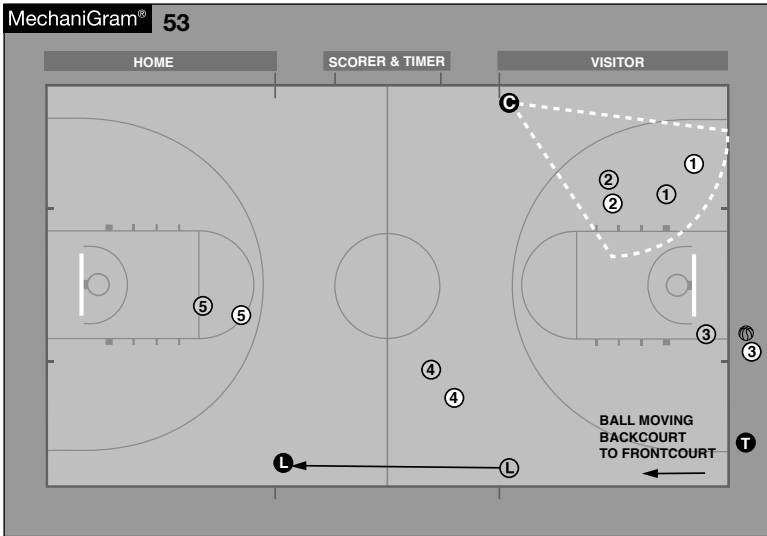 MechaniGram® 53
HOME
SCORER & TIMER
VISITOR
C
1
2
1
2
5
5
3
3
4
4
BALL MOVING
BACKCOURT
TO FRONTCOURT
T
L
L